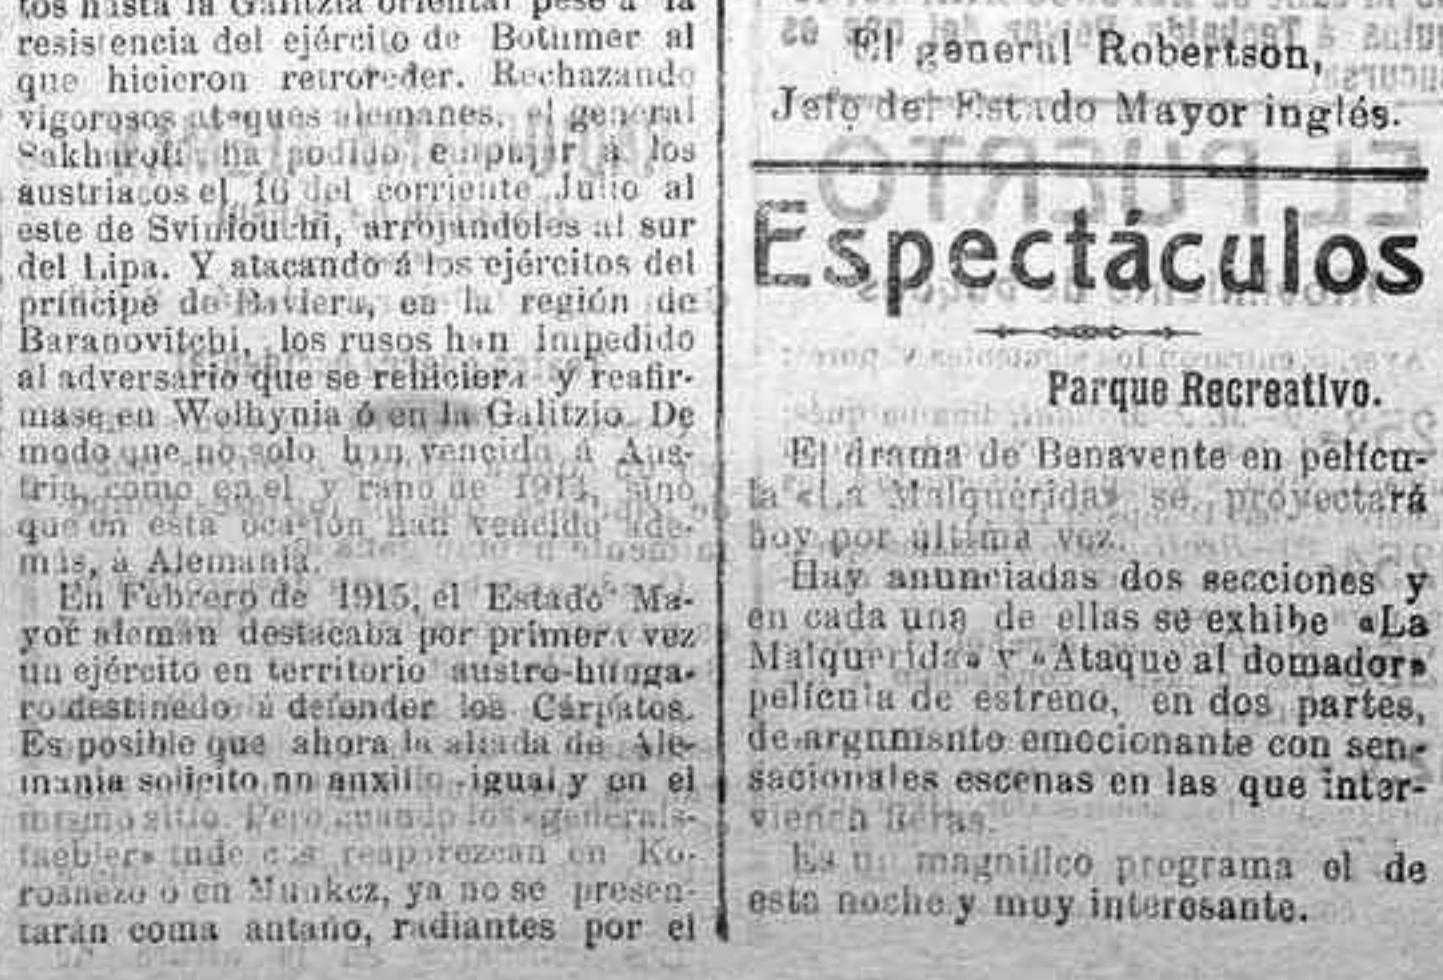 tos hasta la Galitzia oriental pese á la
resistencia del ejército de Botumer al
que hicieron retroceder. Rechazando
vigorosos ataques alemanes, el general
Sakharoff ha podido empujar á los
austriacos el 16 del corriente Julio al
este de Sviniouchi, arrojándoles al sur
del Lipa. Y atacando á los ejércitos del
príncipe de Baviera, en la región de
Baranovitchi, los rusos han impedido
al adversario que se rehiciera y reafir-
mase en Wolhynia ó en la Galitzio. De
modo que no solo han vencido á Aus-
tria, como en el verano de 1914, sino
que en esta ocasión han vencido ade-
más, á Alemania.
En Febrero de 1915, el Estado Ma-
yor alemán destacaba por primera vez
un ejército en territorio austro-húnga-
ro destinado á defender los Cárpatos.
Es posible que ahora la aliada de Ale-
mania solicite un auxilio igual y en el
mismo sitio. Pero cuando los «generals-
taebler» tudescos reaparezcan en Ko-
rosnezo o en Munkcz, ya no se presen-
tarán como antaño, radiantes por el
El general Robertson,
Jefe del Estado Mayor inglés.
Espectáculos
Parque Recreativo.
El drama de Benavente en pelícu-
la «La Malquerida» se proyectará
hoy por última vez.
Hay anunciadas dos secciones y
en cada una de ellas se exhibe «La
Malquerida» y «Ataque al domador»
película de estreno, en dos partes,
de argumento emocionante con sen-
sacionales escenas en las que inter-
vienen fieras.
Es un magnífico programa el de
esta noche y muy interesante.